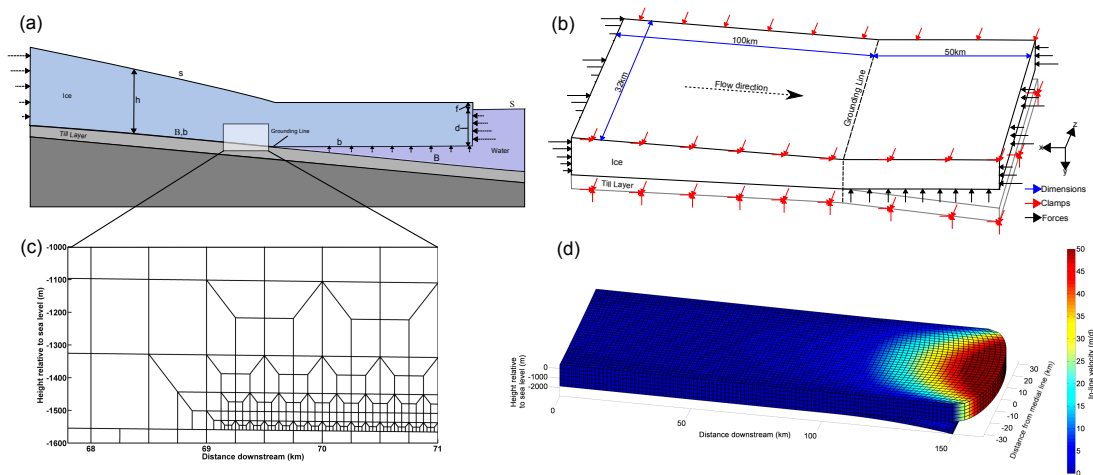 (a)
s
S
f
Ice
h
d
Till Layer
B,b
Grounding Line
b
B
Water
(b)
100km
50km
32km
Flow direction
Grounding Line
z
x
y
Ice
Till Layer
Dimensions
Clamps
Forces
(c)
-1000
-1100
-1200
-1300
-1400
-1500
-1600
Height relative to sea level (m)
68
69
70
71
Distance downstream (km)
(d)
50
45
40
35
30
25
20
15
10
5
0
In-line velocity (m/d)
Height relative
to sea level (m)
0
-1000
-2000
0
50
100
150
Distance downstream (km)
30
20
10
0
-10
-20
-30
Distance from medial line (km)